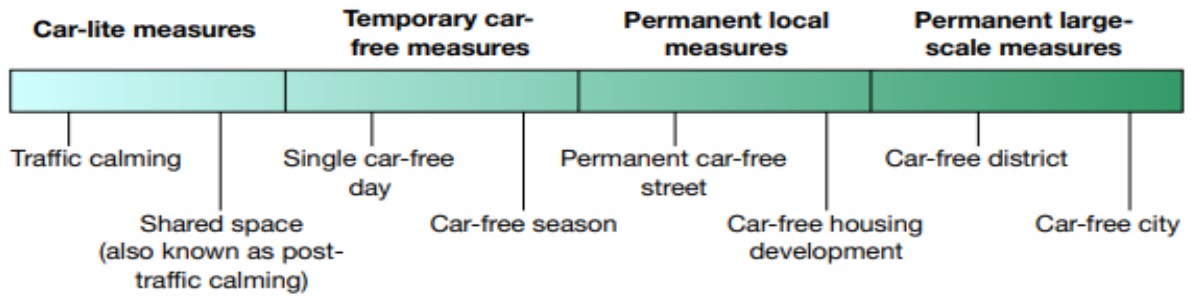 Car-lite measures
Temporary car-
free measures
Permanent local
measures
Permanent large-
scale measures
Traffic calming
Single car-free
day
Permanent car-free
street
Car-free district
Shared space
(also known as post-
traffic calming)
Car-free season
Car-free housing
development
Car-free city